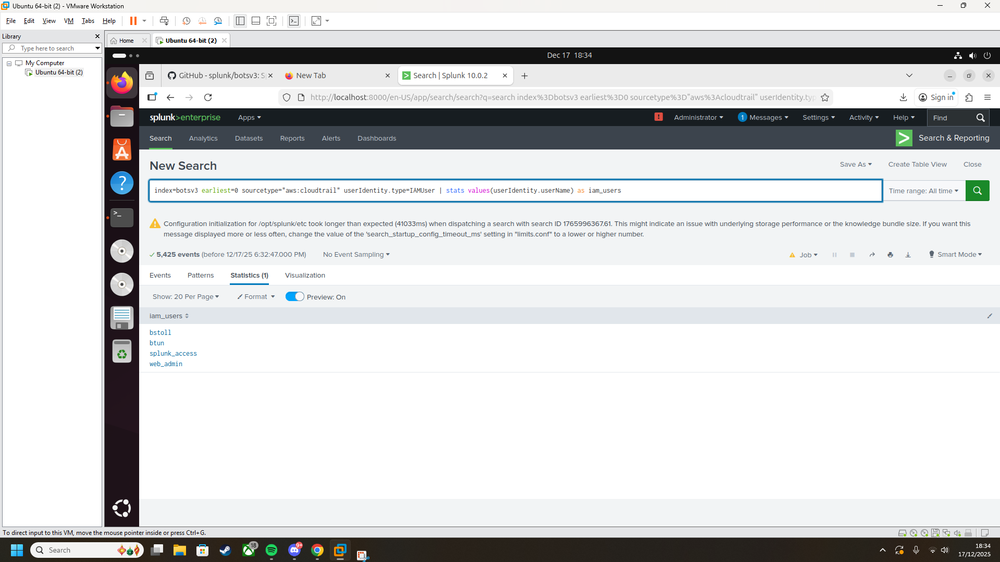 Ubuntu 64-bit (2) - VMware Workstation
File Edit View VM Tabs Help
Library
Type here to search
My Computer
Ubuntu 64-bit (2)
Home
Ubuntu 64-bit (2)
Dec 17 18:34
GitHub - splunk/botsv3: Sp
New Tab
Search | Splunk 10.0.2
http://localhost:8000/en-US/app/search/search?q=search index%3Dbotsv3 earliest%3D0 sourcetype%3D"aws%3Acloudtrail" userIdentity.typ
Sign in
splunk>enterprise
Apps
!
Administrator
1 Messages
Settings
Activity
Help
Find
Search
Analytics
Datasets
Reports
Alerts
Dashboards
Search & Reporting
New Search
Save As
Create Table View
Close
index=botsv3 earliest=0 sourcetype="aws:cloudtrail" userIdentity.type=IAMUser | stats values(userIdentity.userName) as iam_users
Time range: All time
Configuration initialization for /opt/splunk/etc took longer than expected (41033ms) when dispatching a search with search ID 1765996367.61. This might indicate an issue with underlying storage performance or the knowledge bundle size. If you want this
message displayed more or less often, change the value of the 'search_startup_config_timeout_ms' setting in "limits.conf" to a lower or higher number.
5,425 events (before 12/17/25 6:32:47.000 PM)
No Event Sampling
Job
Smart Mode
Events
Patterns
Statistics (1)
Visualization
Show: 20 Per Page
Format
Preview: On
iam_users
bstoll
btun
splunk_access
web_admin
To direct input to this VM, move the mouse pointer inside or press Ctrl+G.
Search
18
9+
18:34
17/12/2025